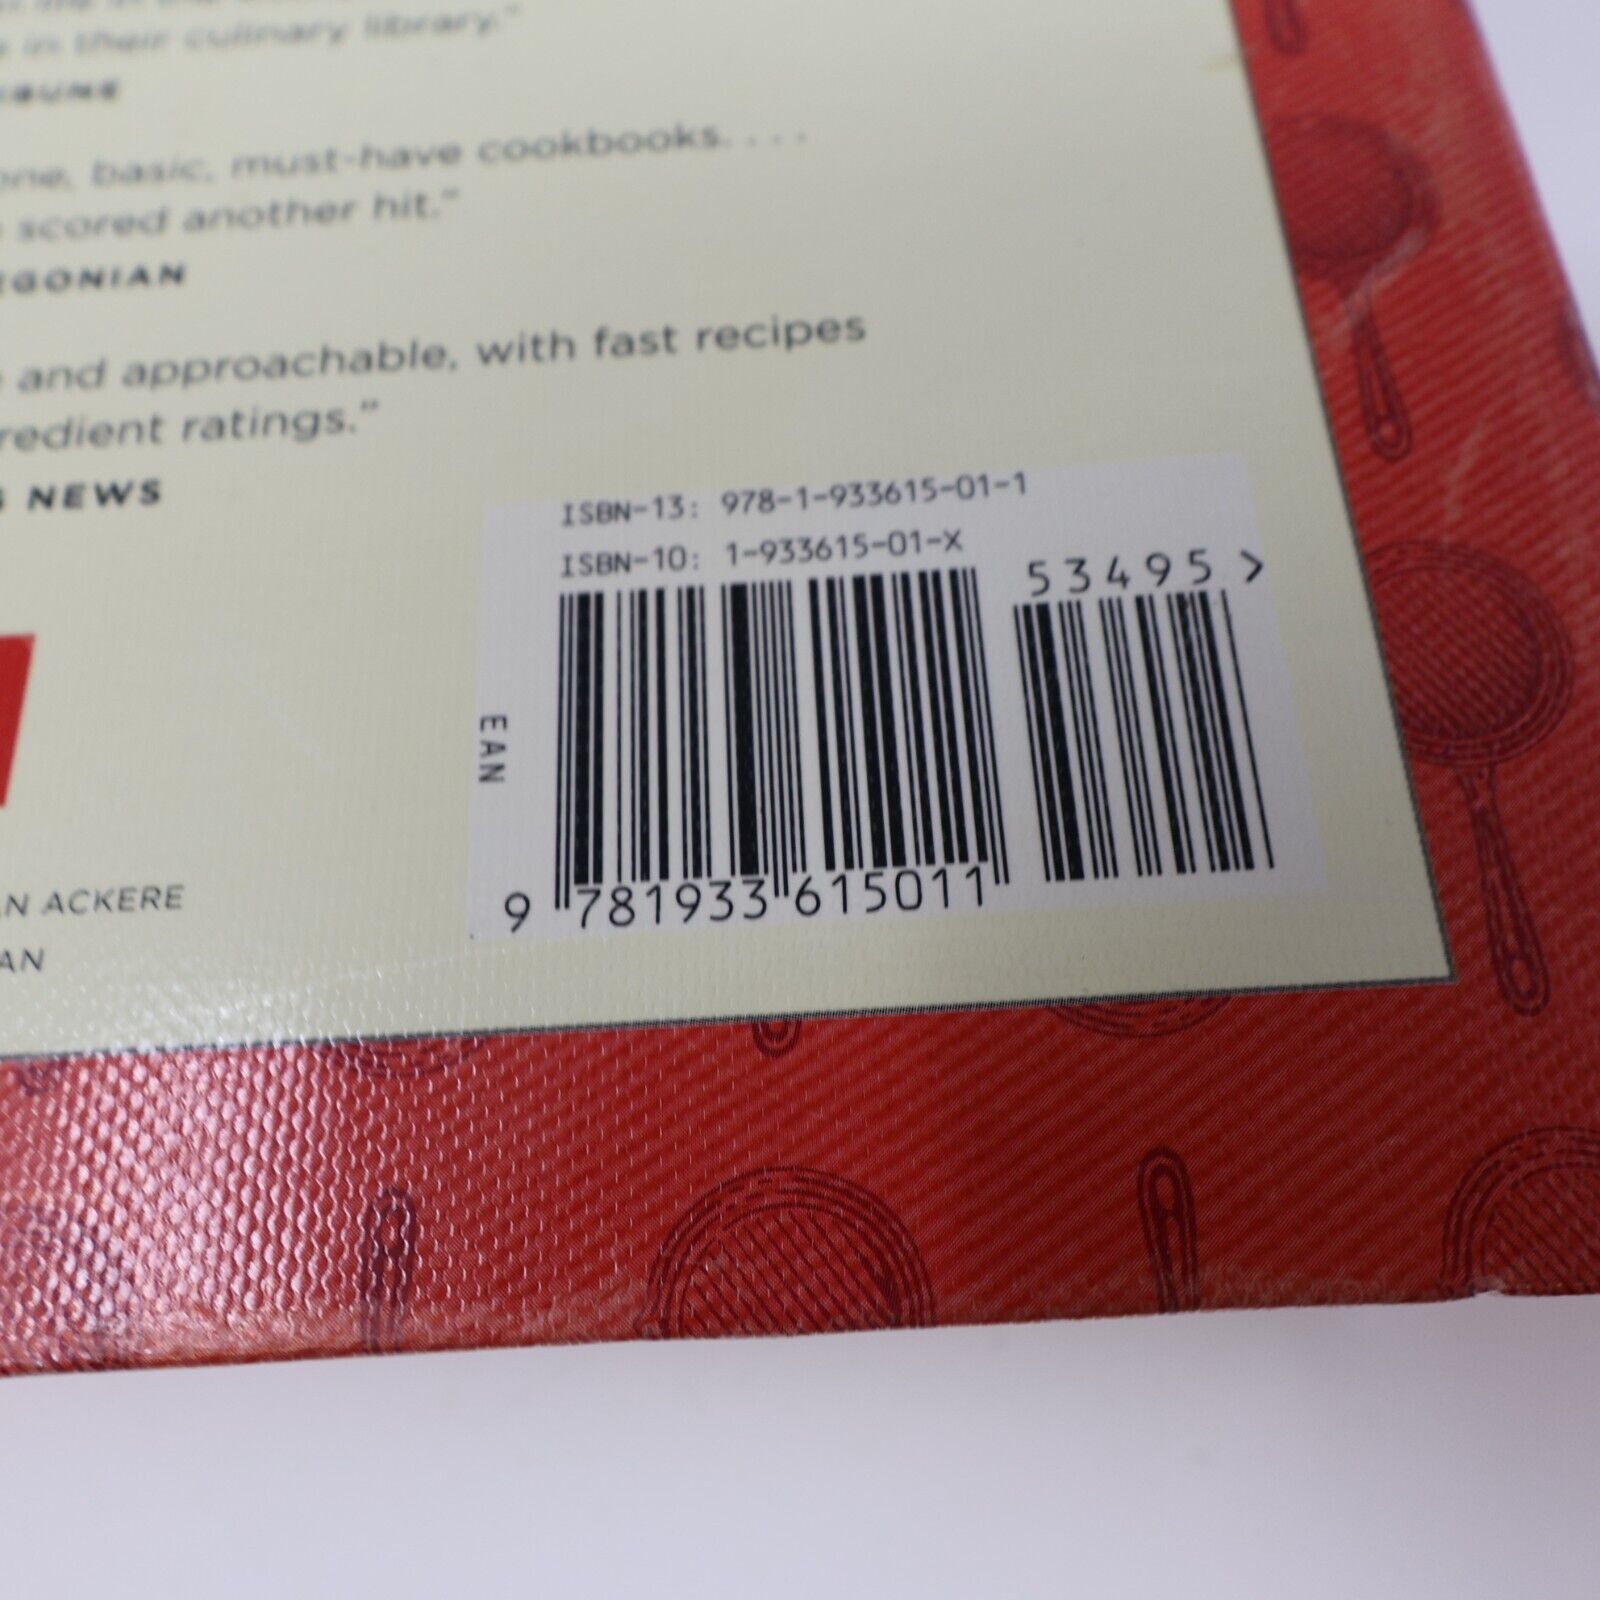 in their culinary library."
one, basic, must-have cookbooks. . . .
scored another hit."
EGONIAN
and approachable, with fast recipes
redient ratings."
S NEWS
ISBN-13: 978-1-933615-01-1
ISBN-10: 1-933615-01-X
53495>
EAN
9 781933 615011
AN ACKERE
AN